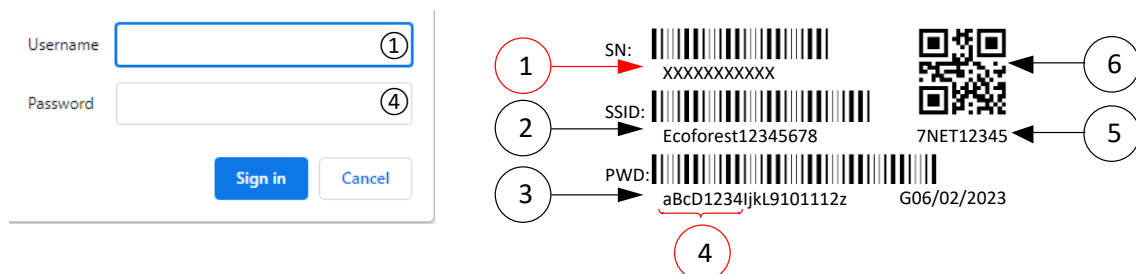 Username ①
Password ④
Sign in Cancel
1 SN:
XXXXXXXXXXX
6
2 SSID:
Ecoforest12345678
7NET12345 5
3 PWD:
aBcD1234IjkL9101112z G06/02/2023
4